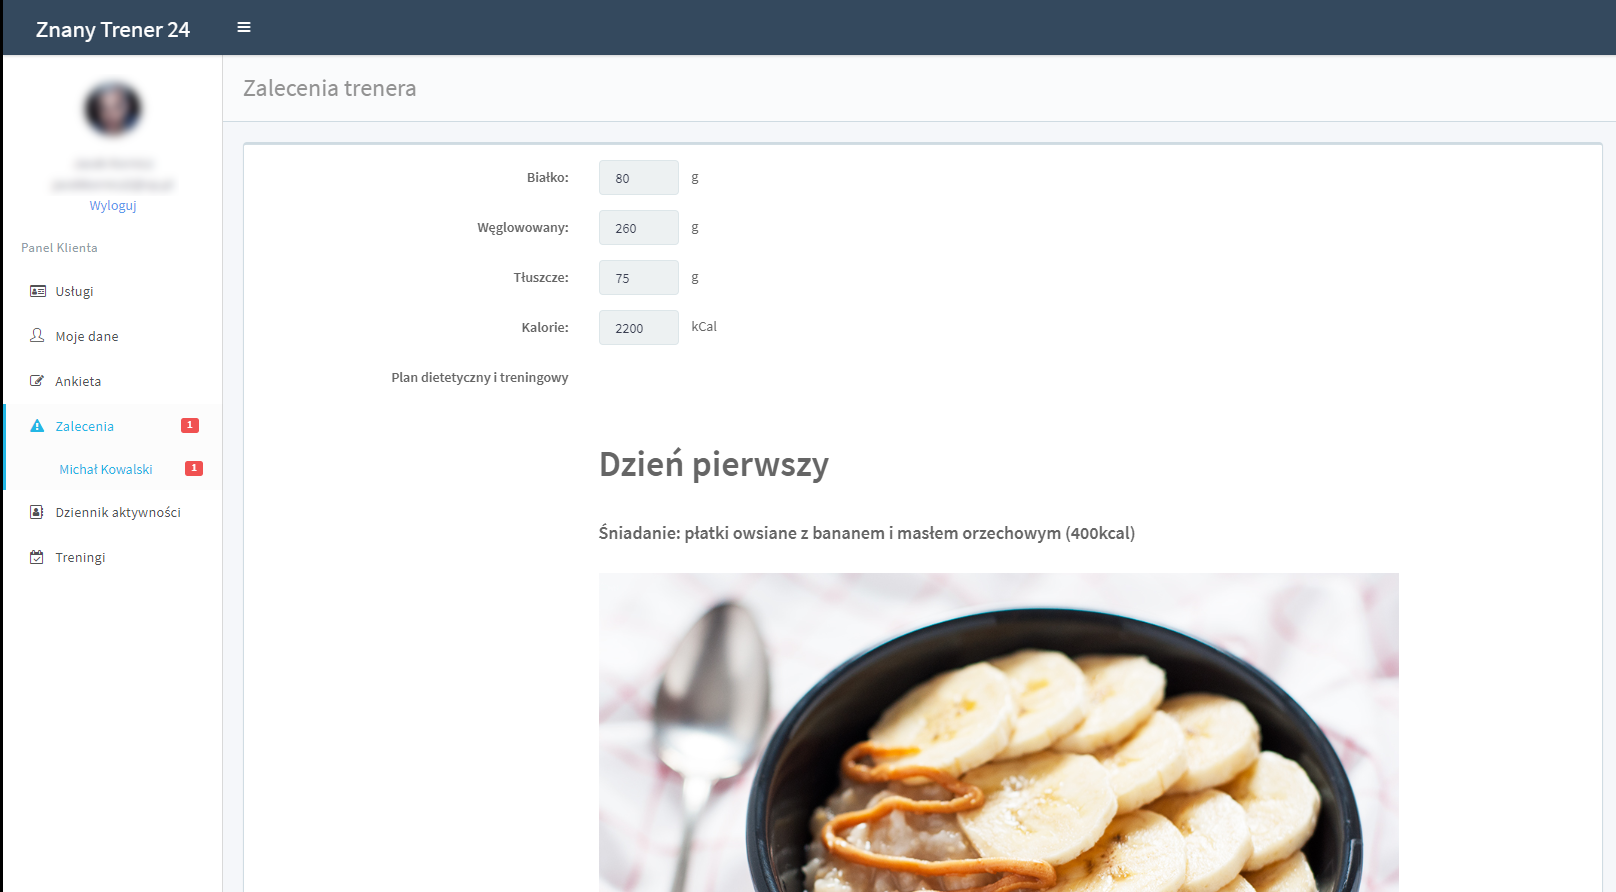 Znany Trener 24
Zalecenia trenera
Wyloguj
Panel Klienta
Usługi
Moje dane
Ankieta
Zalecenia 1
Michał Kowalski 1
Dziennik aktywności
Treningi
Białko: 80 g
Węglowowany: 260 g
Tłuszcze: 75 g
Kalorie: 2200 kCal
Plan dietetyczny i treningowy
Dzień pierwszy
Śniadanie: płatki owsiane z bananem i masłem orzechowym (400kcal)